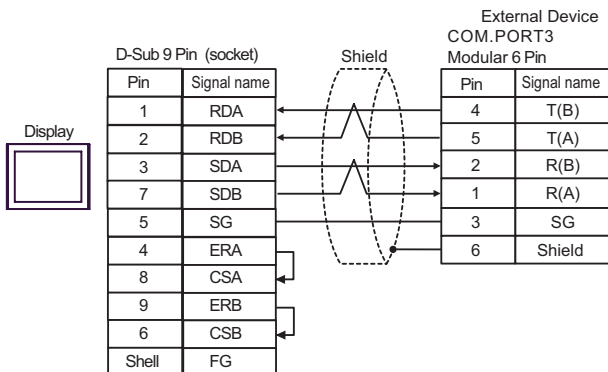 External Device
COM.PORT3
D-Sub 9 Pin (socket) Shield Modular 6 Pin
Pin Signal name Pin Signal name
1 RDA 4 T(B)
Display 2 RDB 5 T(A)
3 SDA 2 R(B)
7 SDB 1 R(A)
5 SG 3 SG
4 ERA 6 Shield
8 CSA
9 ERB
6 CSB
Shell FG